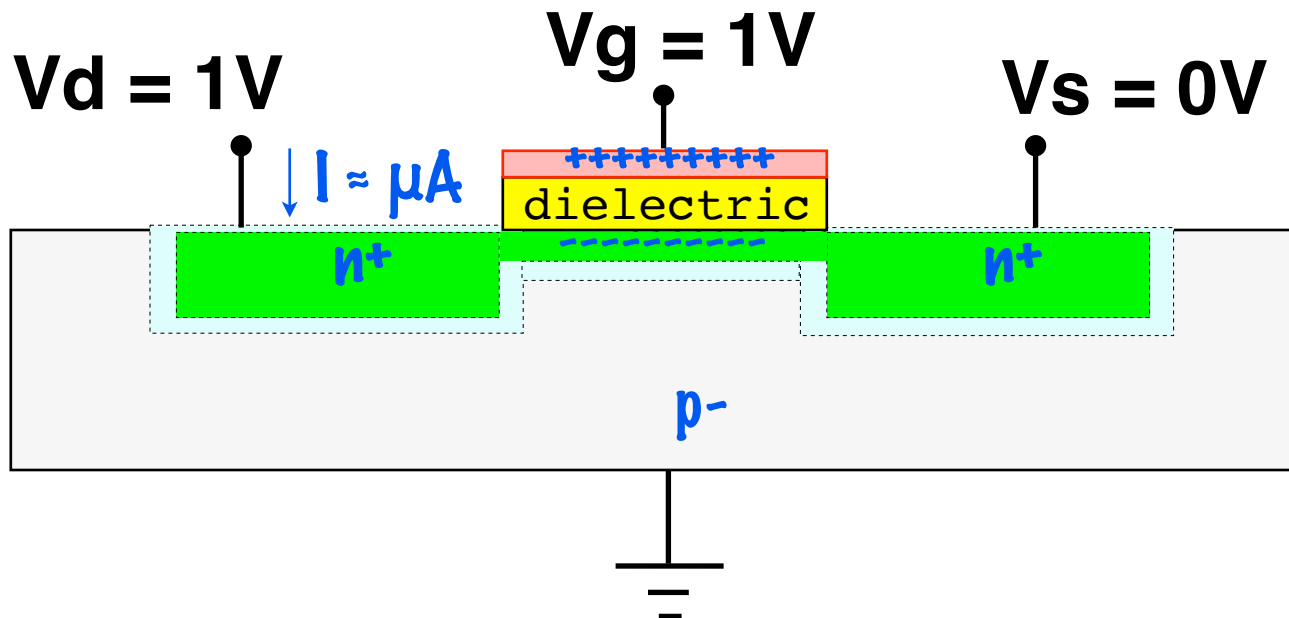 Vg = 1V
Vd = 1V
Vs = 0V
I ≈ μA
+++++++++
dielectric
---------
n+
n+
p-